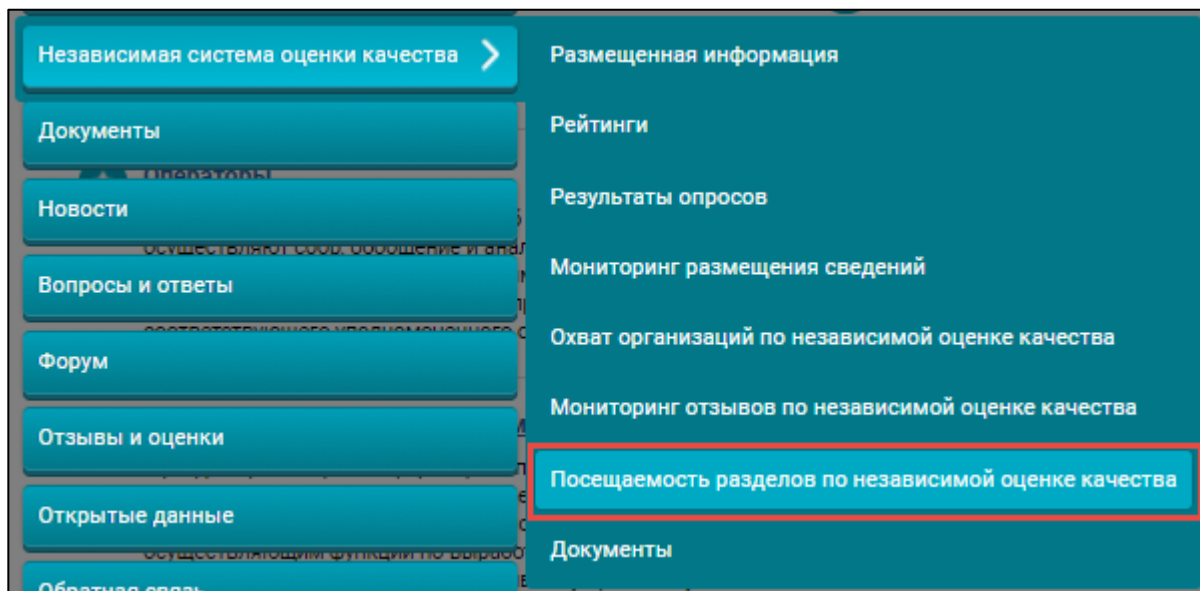 Независимая система оценки качества
Документы
Новости
Вопросы и ответы
Форум
Отзывы и оценки
Открытые данные
Обратная связь
Размещенная информация
Рейтинги
Результаты опросов
Мониторинг размещения сведений
Охват организаций по независимой оценке качества
Мониторинг отзывов по независимой оценке качества
Посещаемость разделов по независимой оценке качества
Документы